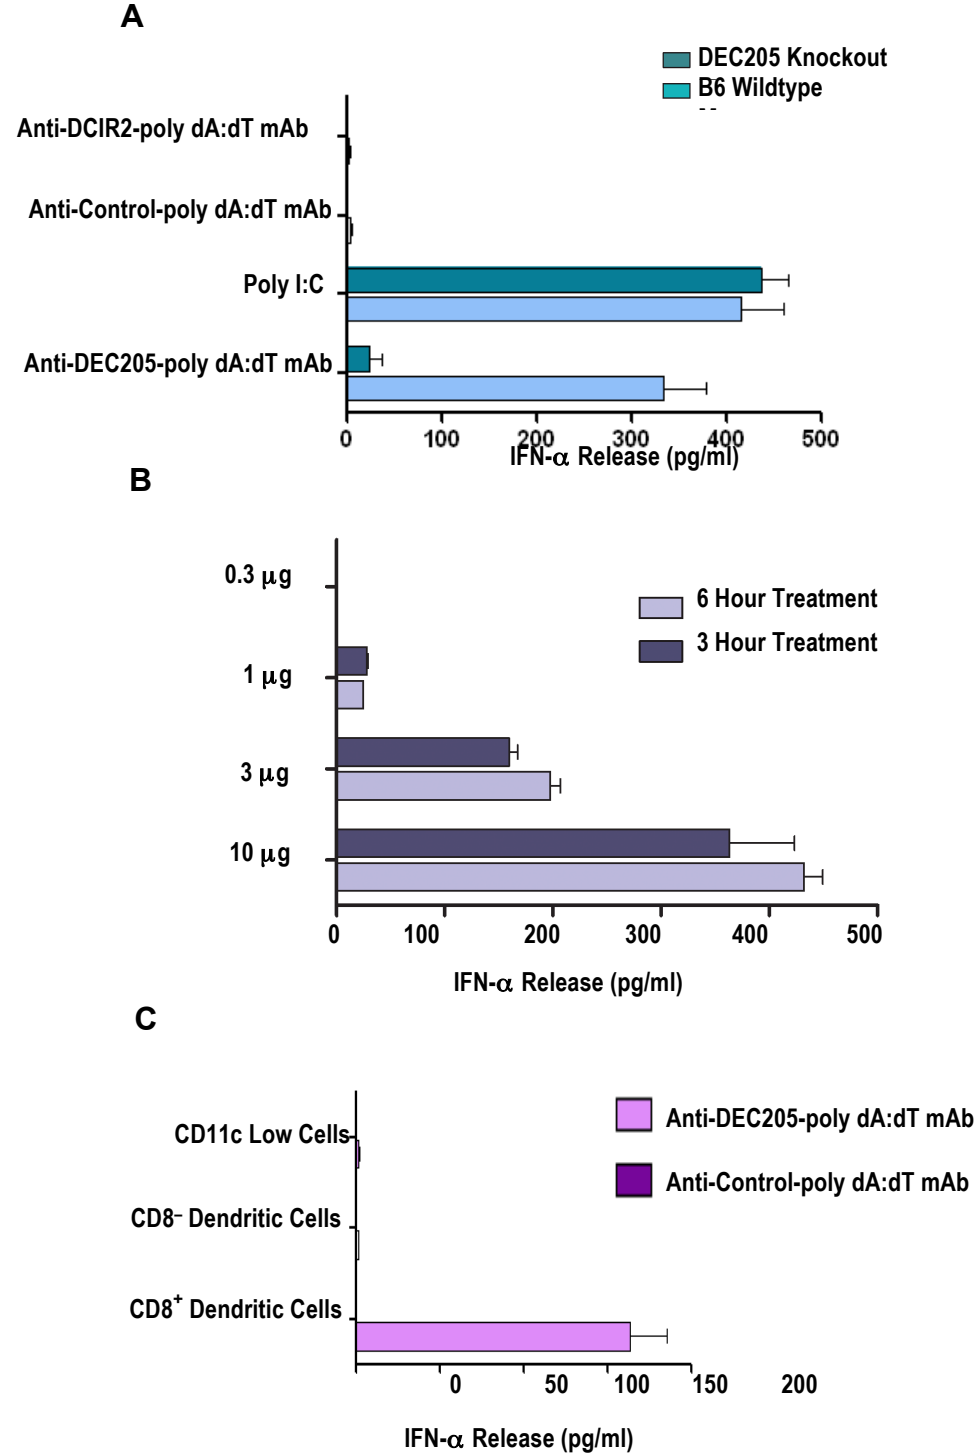 A
DEC205 Knockout
B6 Wildtype
Anti-DCIR2-poly dA:dT mAb
Anti-Control-poly dA:dT mAb
Poly I:C
Anti-DEC205-poly dA:dT mAb
0 100 200 300 400 500
IFN-α Release (pg/ml)
B
0.3 µg
6 Hour Treatment
3 Hour Treatment
1 µg
3 µg
10 µg
0 100 200 300 400 500
IFN-α Release (pg/ml)
C
Anti-DEC205-poly dA:dT mAb
CD11c Low Cells
Anti-Control-poly dA:dT mAb
CD8⁻ Dendritic Cells
CD8⁺ Dendritic Cells
0 50 100 150 200
IFN-α Release (pg/ml)